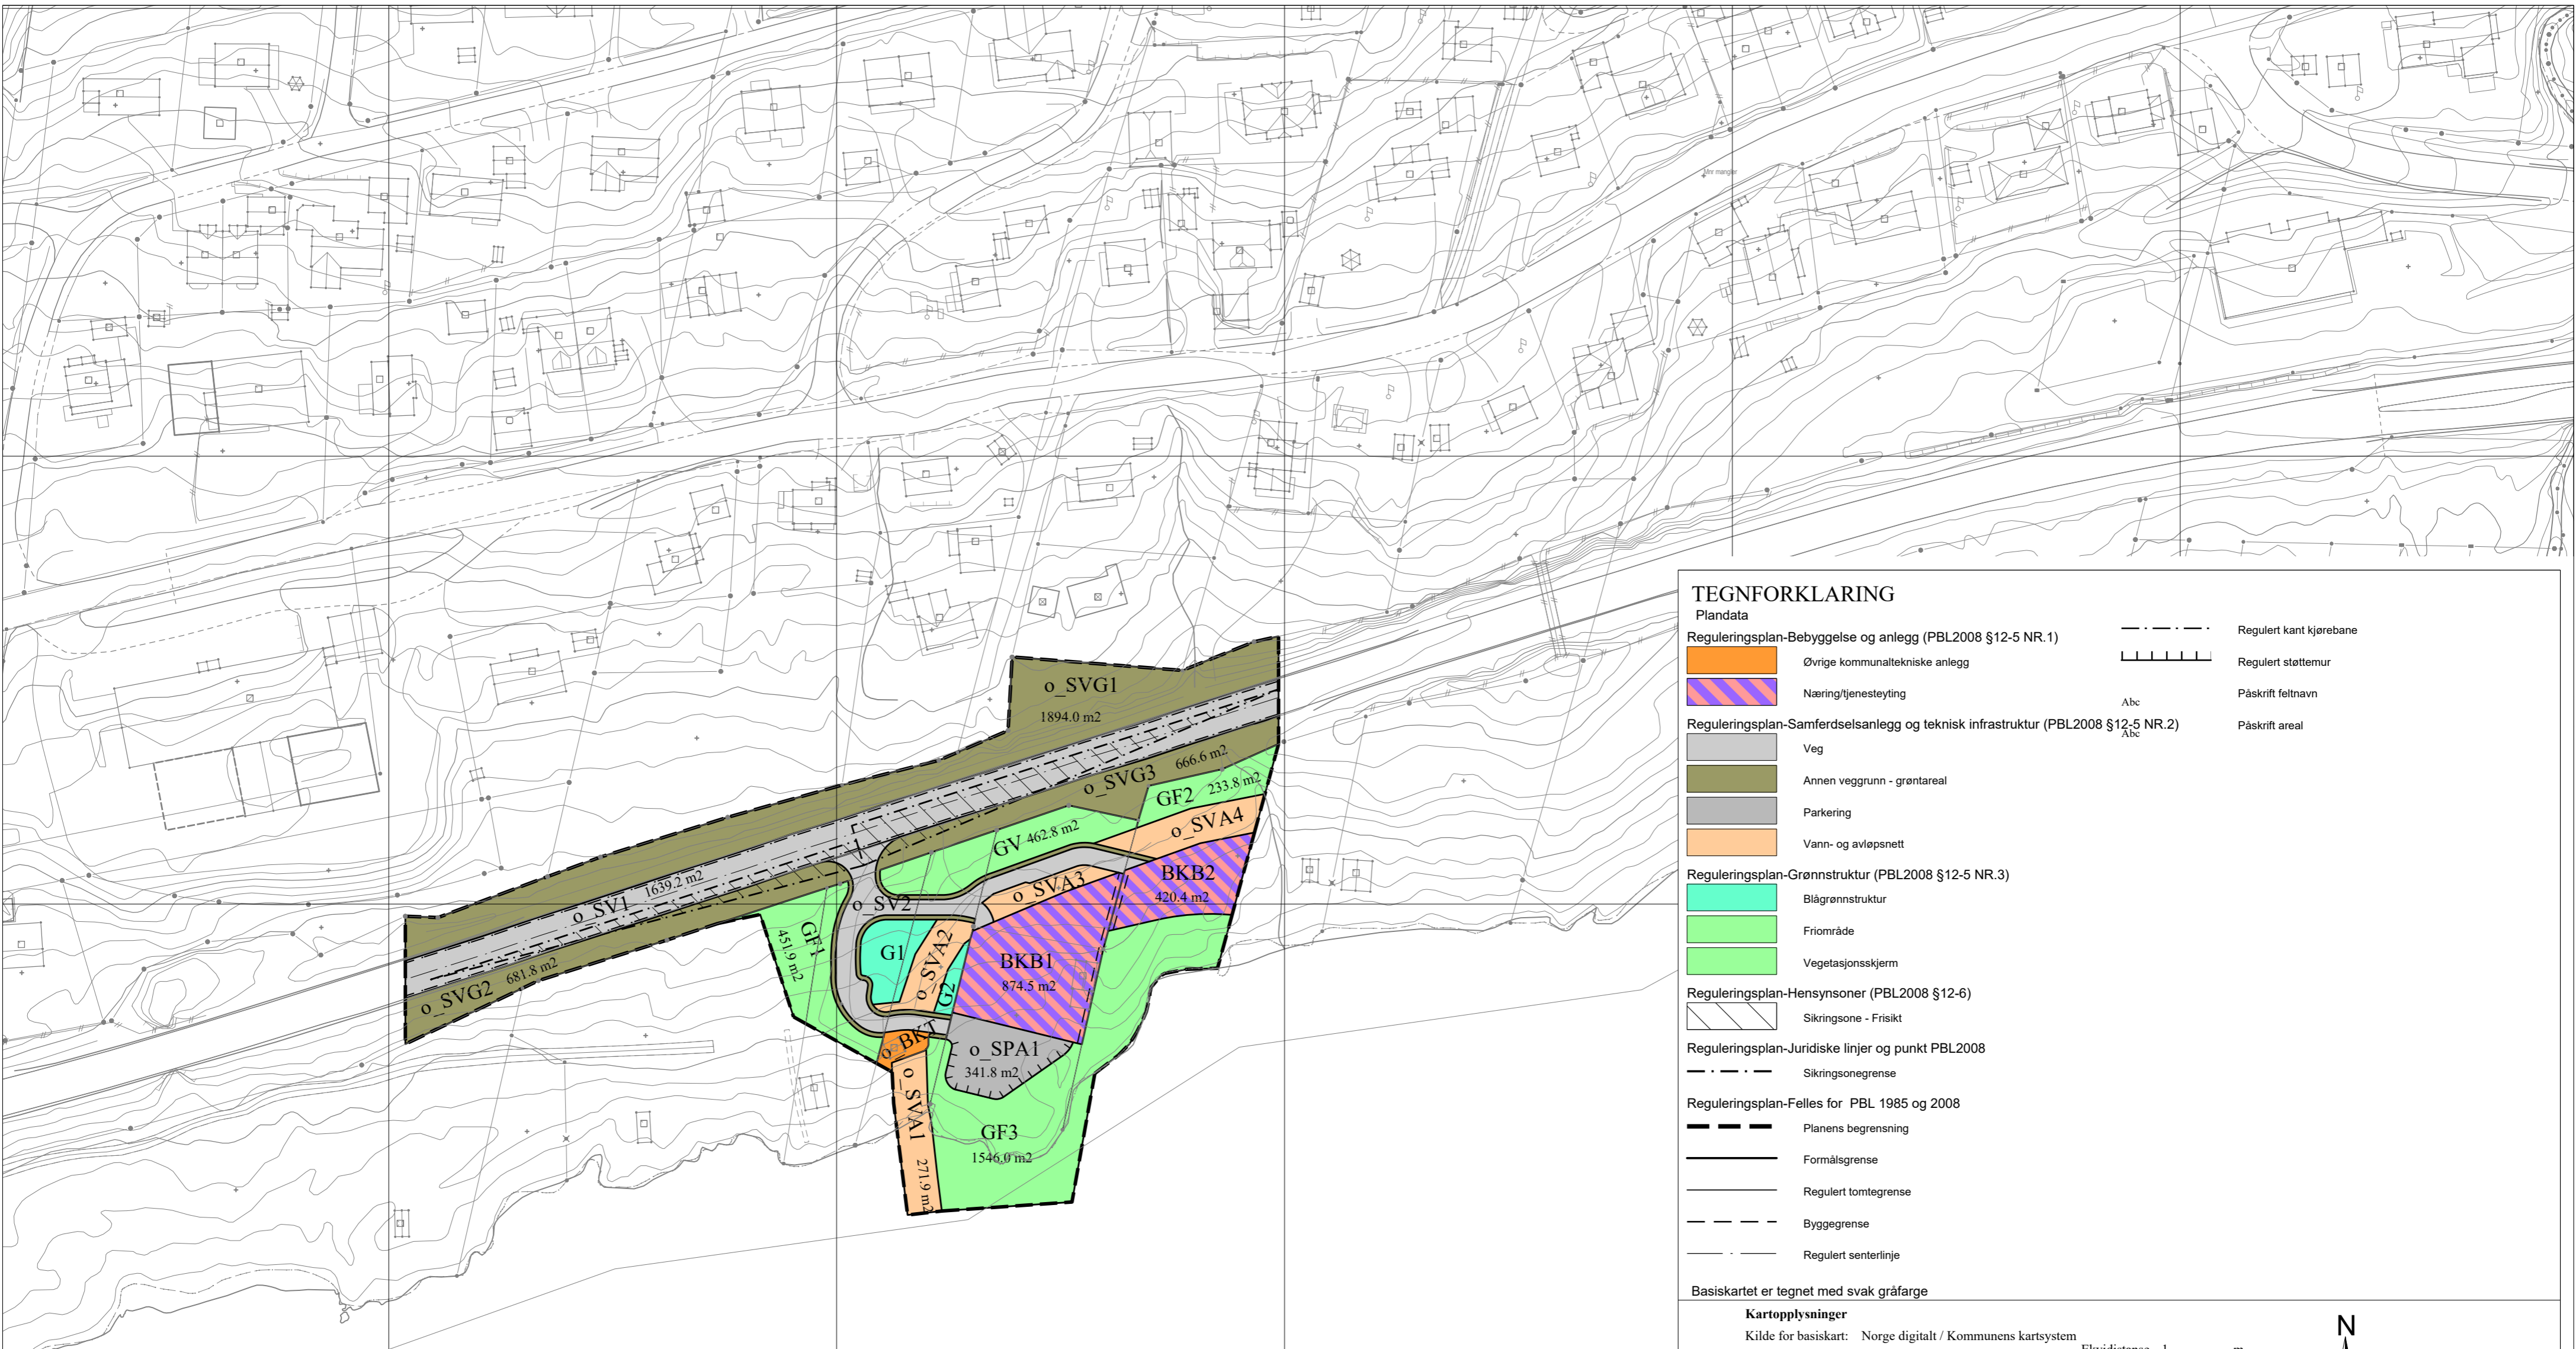 Mnr mangler
o_SVG1
1894.0 m2
o_SVG3
666.6 m2
GF2
233.8 m2
o_SVA4
GV
462.8 m2
BKB2
420.4 m2
o_SVA3
1639.2 m2
o_SV1
o_SV2
GF1
451.9 m2
G1
o_SVA2
G2
BKB1
874.5 m2
681.8 m2
o_SVG2
o_BKT
o_SPA1
341.8 m2
o_SVA1
271.9 m2
GF3
1546.0 m2
TEGNFORKLARING
Plandata
Reguleringsplan-Bebyggelse og anlegg (PBL2008 §12-5 NR.1)
Øvrige kommunaltekniske anlegg
Næring/tjenesteyting
Reguleringsplan-Samferdselsanlegg og teknisk infrastruktur (PBL2008 §12-5 NR.2)
Veg
Annen veggrunn - grøntareal
Parkering
Vann- og avløpsnett
Reguleringsplan-Grønnstruktur (PBL2008 §12-5 NR.3)
Blågrønnstruktur
Friområde
Vegetasjonsskjerm
Reguleringsplan-Hensynsoner (PBL2008 §12-6)
Sikringsone - Frisikt
Reguleringsplan-Juridiske linjer og punkt PBL2008
Sikringsonegrense
Reguleringsplan-Felles for PBL 1985 og 2008
Planens begrensning
Formålsgrense
Regulert tomtegrense
Byggegrense
Regulert senterlinje
Regulert kant kjørebane
Regulert støttemur
Abc
Påskrift feltnavn
Abc
Påskrift areal
Basiskartet er tegnet med svak gråfarge
Kartopplysninger
Kilde for basiskart: Norge digitalt / Kommunens kartsystem
Ekvidistanse 1 m
N